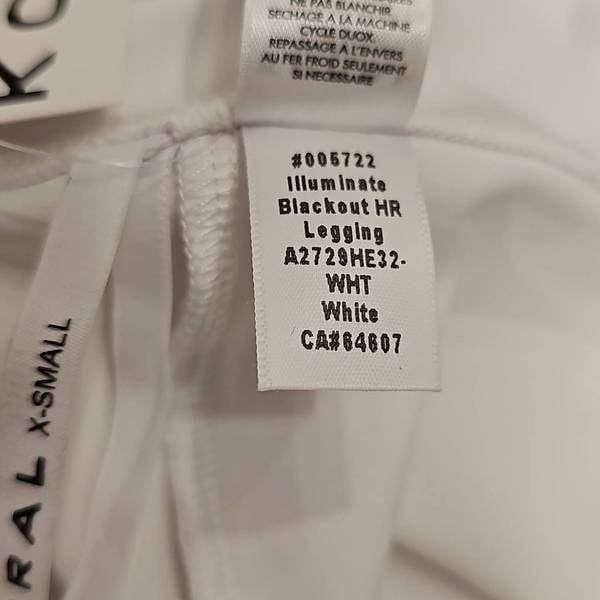 NE PAS BLANCHIR
SECHAGE A LA MACHINE
CYCLE DUOX.
REPASSAGE A L'ENVERS
AU FER FROID SEULEMENT
SI NECESSAIRE
#005722
Illuminate
Blackout HR
Legging
A2729HE32-
WHT
White
CA#64607
RAL X-SMALL
KO